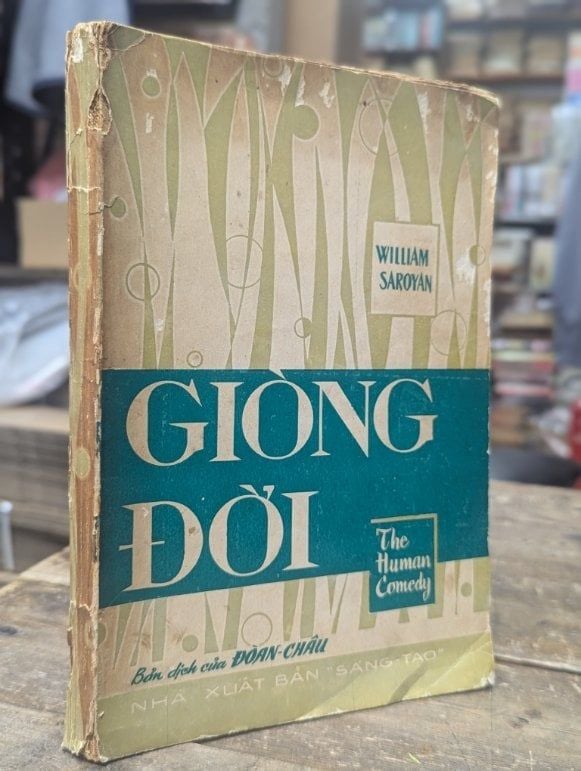 WILLIAM
SAROYAN
GIÒNG
ĐỜI
The
Human
Comedy
Bản dịch của ĐOÀN-CHÂU
NHÀ XUẤT BẢN "SÁNG-TẠO"